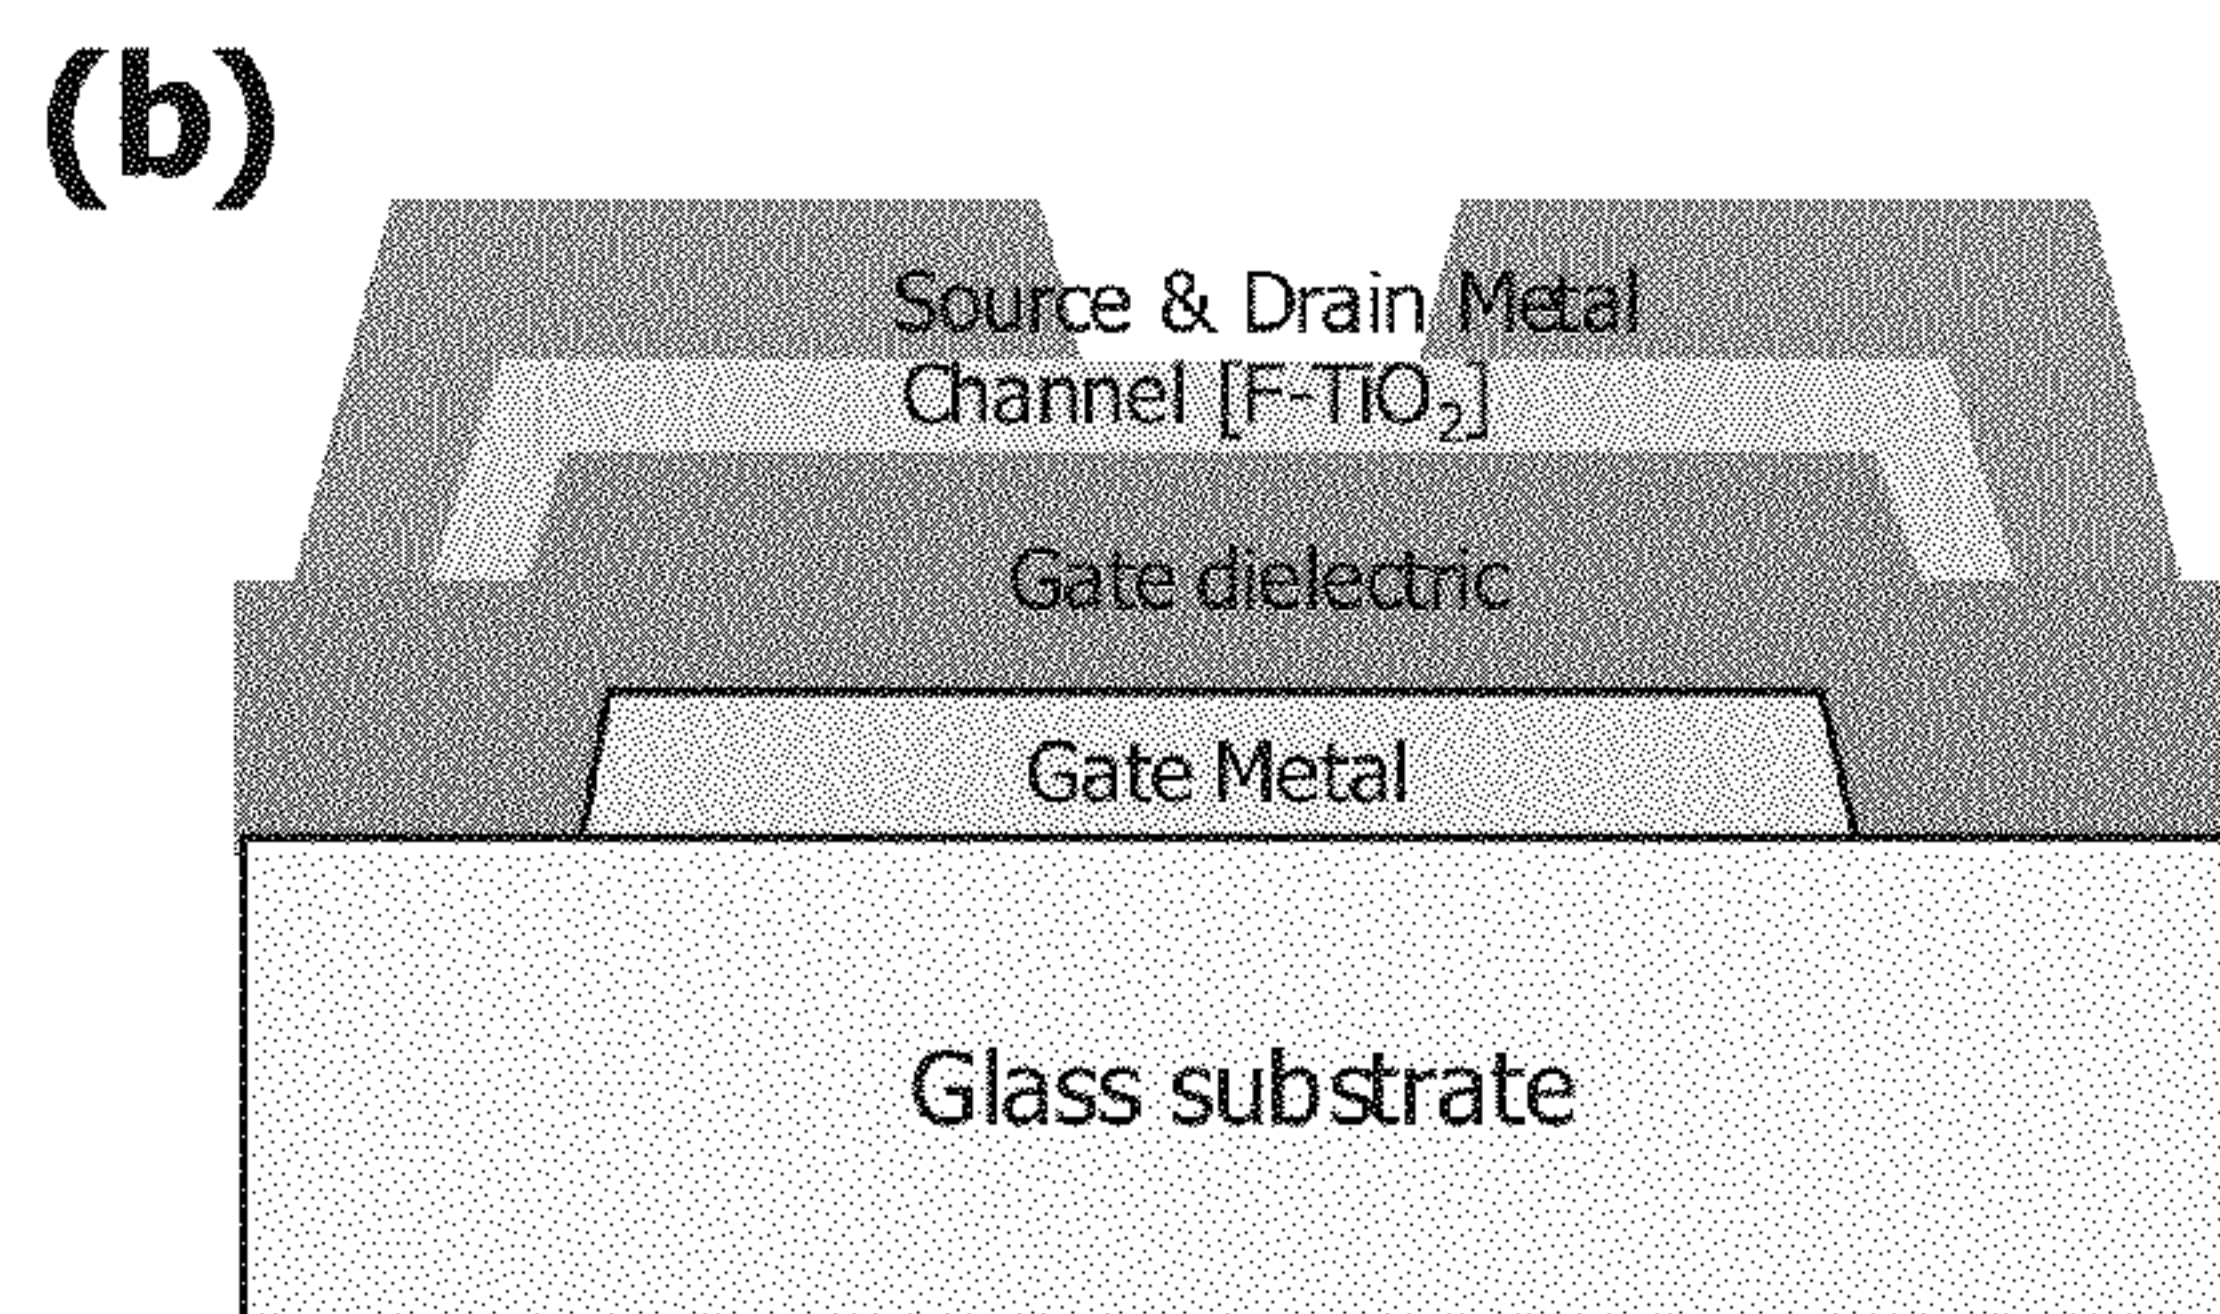 (b)
Source & Drain Metal
Channel [F-TiO₂]
Gate dielectric
Gate Metal
Glass substrate